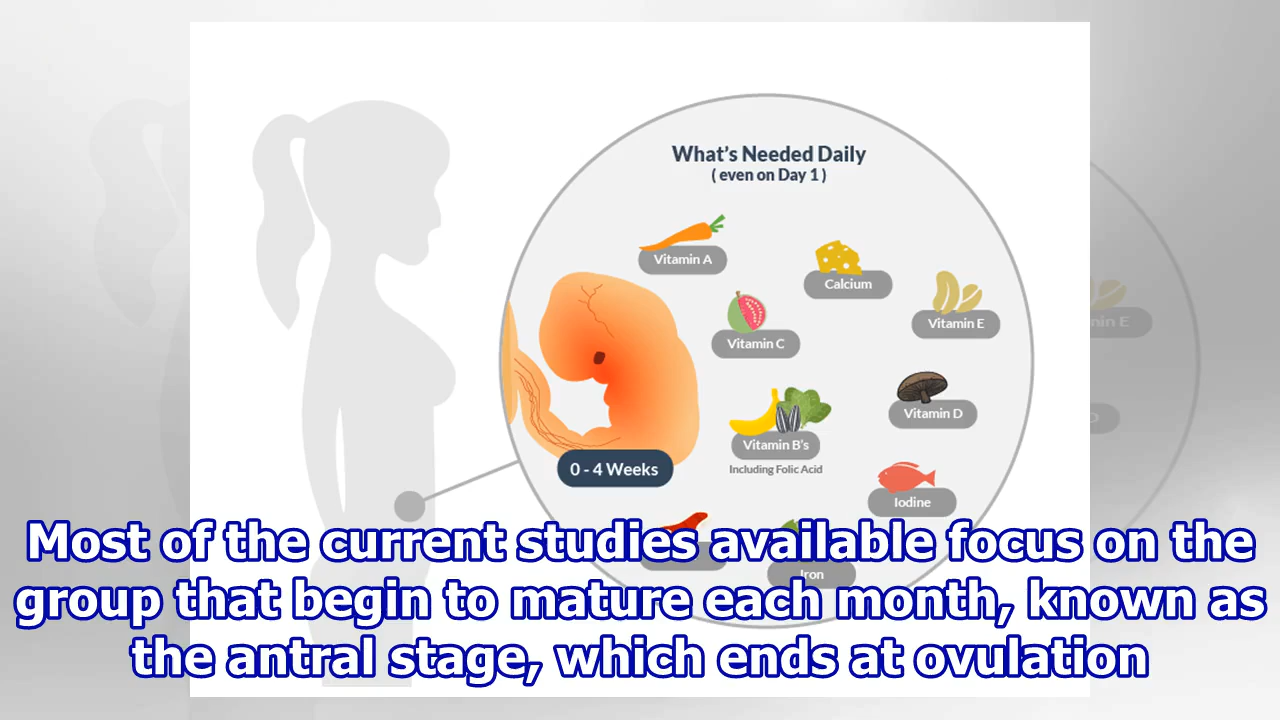 What's Needed Daily
( even on Day 1 )
Vitamin A
Calcium
Vitamin E
Vitamin C
Vitamin D
Vitamin B's
Including Folic Acid
0 - 4 Weeks
Iodine
Iron
Most of the current studies available focus on the
group that begin to mature each month, known as
the antral stage, which ends at ovulation